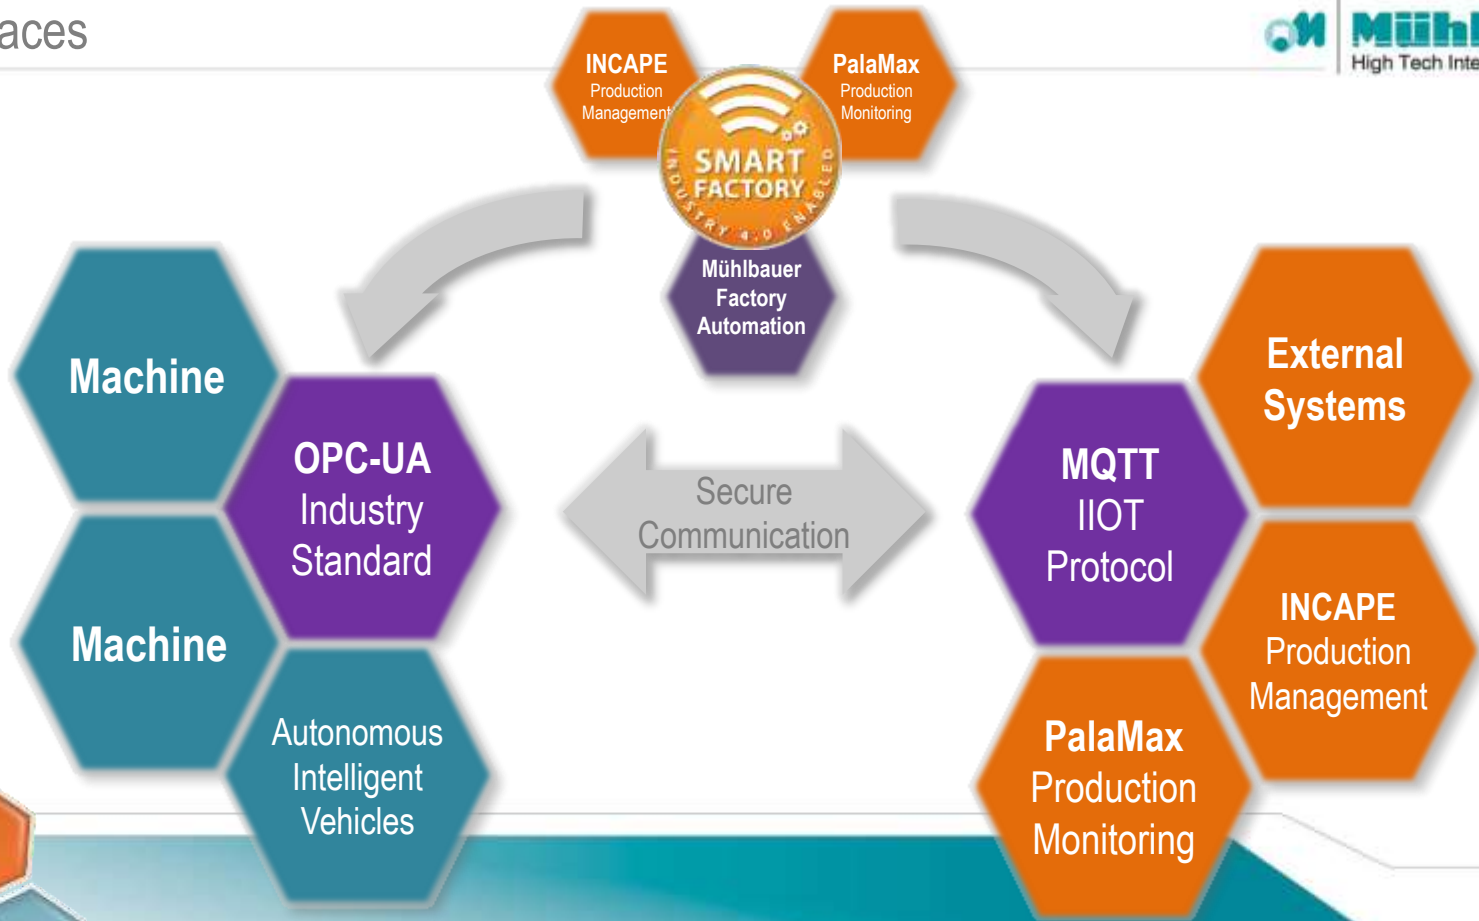 aces
Mühl
High Tech Inte
INCAPE
Production
Management
PalaMax
Production
Monitoring
SMART
FACTORY
INDUSTRY 4.0 ENABLED
Mühlbauer
Factory
Automation
Machine
OPC-UA
Industry
Standard
Machine
Autonomous
Intelligent
Vehicles
Secure
Communication
MQTT
IIOT
Protocol
External
Systems
INCAPE
Production
Management
PalaMax
Production
Monitoring